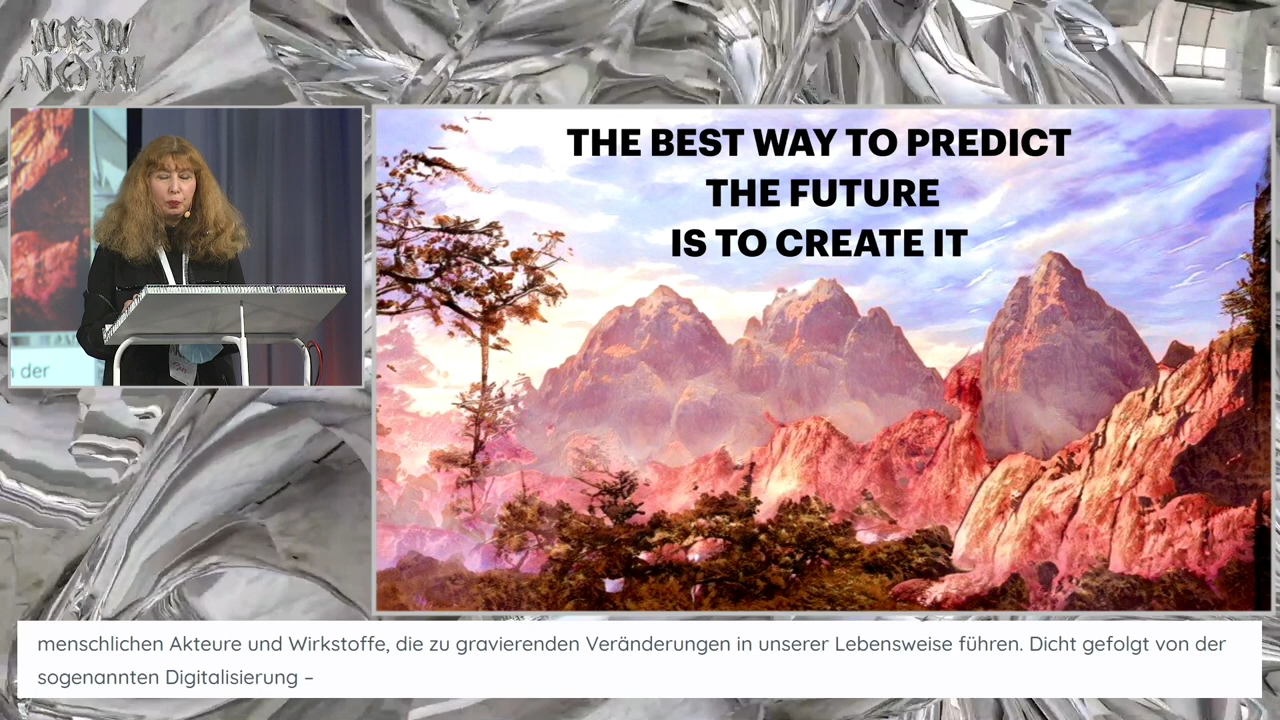 NEW
NOW
THE BEST WAY TO PREDICT
THE FUTURE
IS TO CREATE IT
der
menschlichen Akteure und Wirkstoffe, die zu gravierenden Veränderungen in unserer Lebensweise führen. Dicht gefolgt von der
sogenannten Digitalisierung –